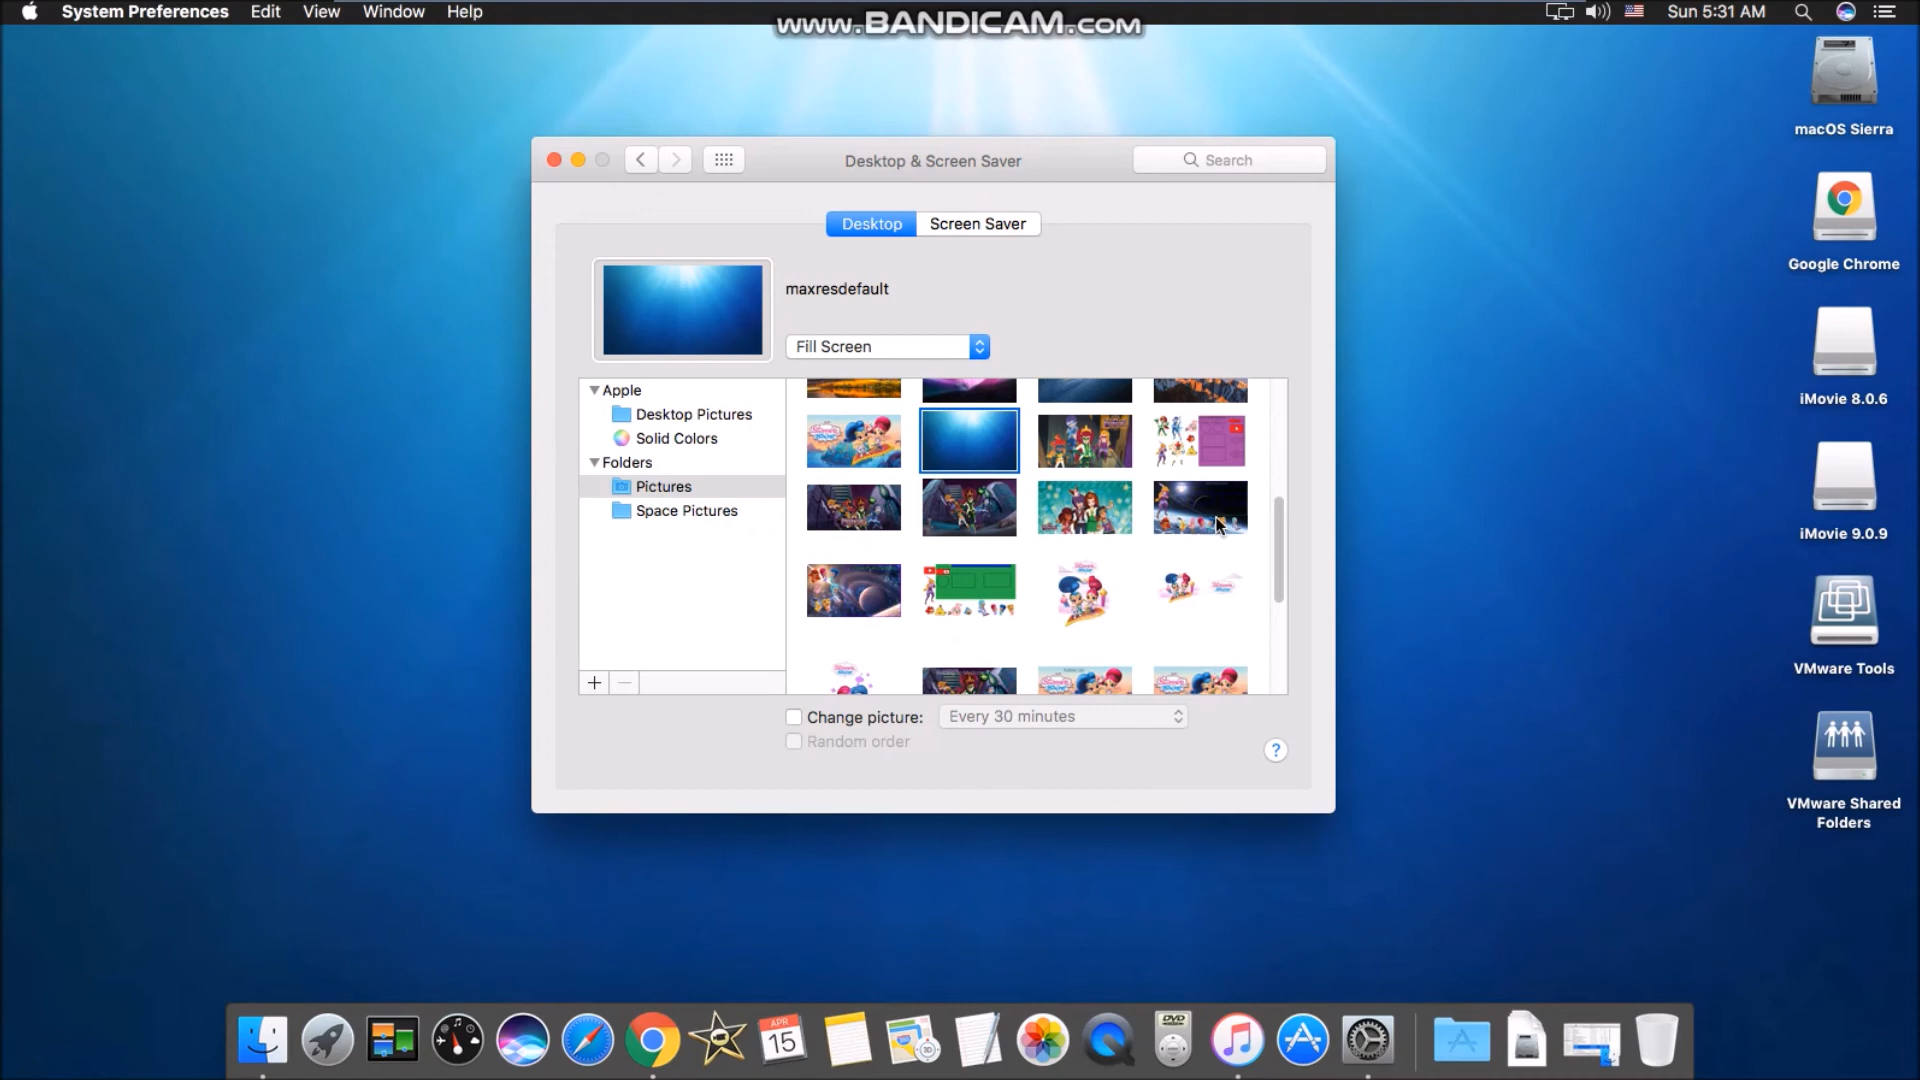 System Preferences Edit View Window Help
Sun 5:31 AM
www.BANDICAM.com
macOS Sierra
Google Chrome
iMovie 8.0.6
iMovie 9.0.9
VMware Tools
VMware Shared
Folders
Desktop & Screen Saver
Search
Desktop
Screen Saver
maxresdefault
Fill Screen
Apple
Desktop Pictures
Solid Colors
Folders
Pictures
Space Pictures
Change picture:
Every 30 minutes
Random order
?
APR
15
3D
DVD